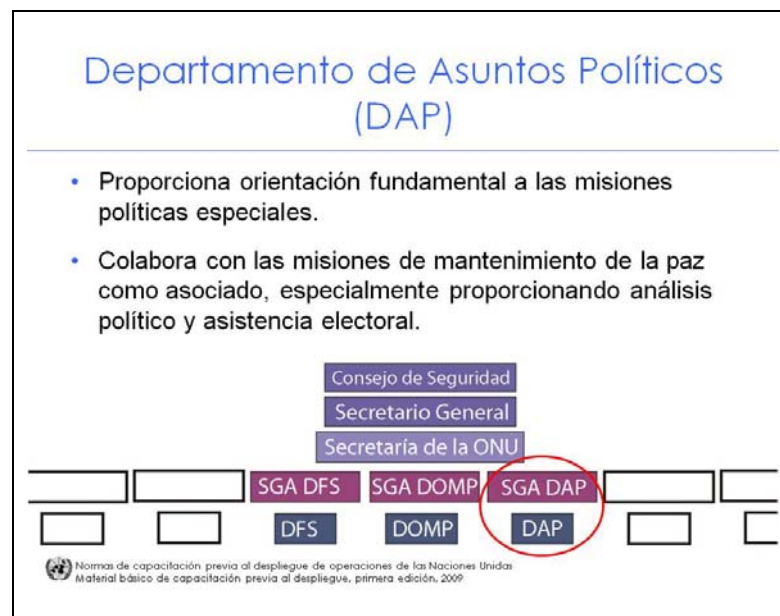 Departamento de Asuntos Políticos
(DAP)
• Proporciona orientación fundamental a las misiones
políticas especiales.
• Colabora con las misiones de mantenimiento de la paz
como asociado, especialmente proporcionando análisis
político y asistencia electoral.
Consejo de Seguridad
Secretario General
Secretaría de la ONU
SGA DFS SGA DOMP SGA DAP
DFS DOMP DAP
Normas de capacitación previa al despliegue de operaciones de las Naciones Unidas
Material básico de capacitación previa al despliegue, primera edición, 2009